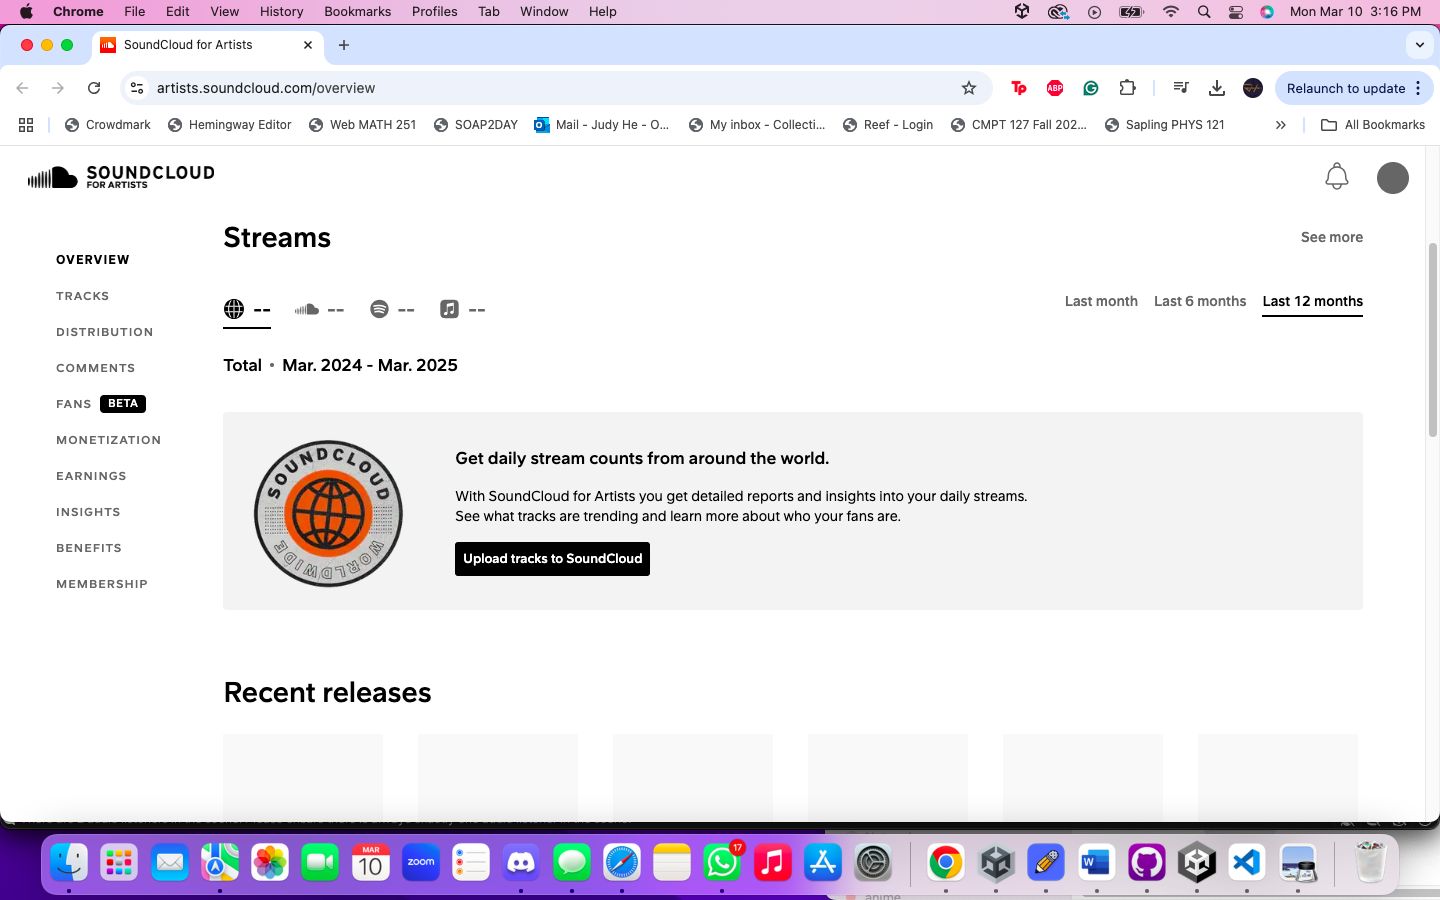 Chrome File Edit View History Bookmarks Profiles Tab Window Help Mon Mar 10 3:16 PM
SoundCloud for Artists
artists.soundcloud.com/overview
Tp ABP Relaunch to update
Crowdmark Hemingway Editor Web MATH 251 SOAP2DAY Mail - Judy He - O... My inbox - Collecti... Reef - Login CMPT 127 Fall 202... Sapling PHYS 121 » All Bookmarks
SOUNDCLOUD
FOR ARTISTS
Streams
See more
OVERVIEW
TRACKS
DISTRIBUTION
COMMENTS
FANS BETA
MONETIZATION
EARNINGS
INSIGHTS
BENEFITS
MEMBERSHIP
-- -- -- --
Last month Last 6 months Last 12 months
Total • Mar. 2024 - Mar. 2025
SOUNDCLOUD
WORLDWIDE
Get daily stream counts from around the world.
With SoundCloud for Artists you get detailed reports and insights into your daily streams.
See what tracks are trending and learn more about who your fans are.
Upload tracks to SoundCloud
Recent releases
MAR
10
zoom
17
W
anime